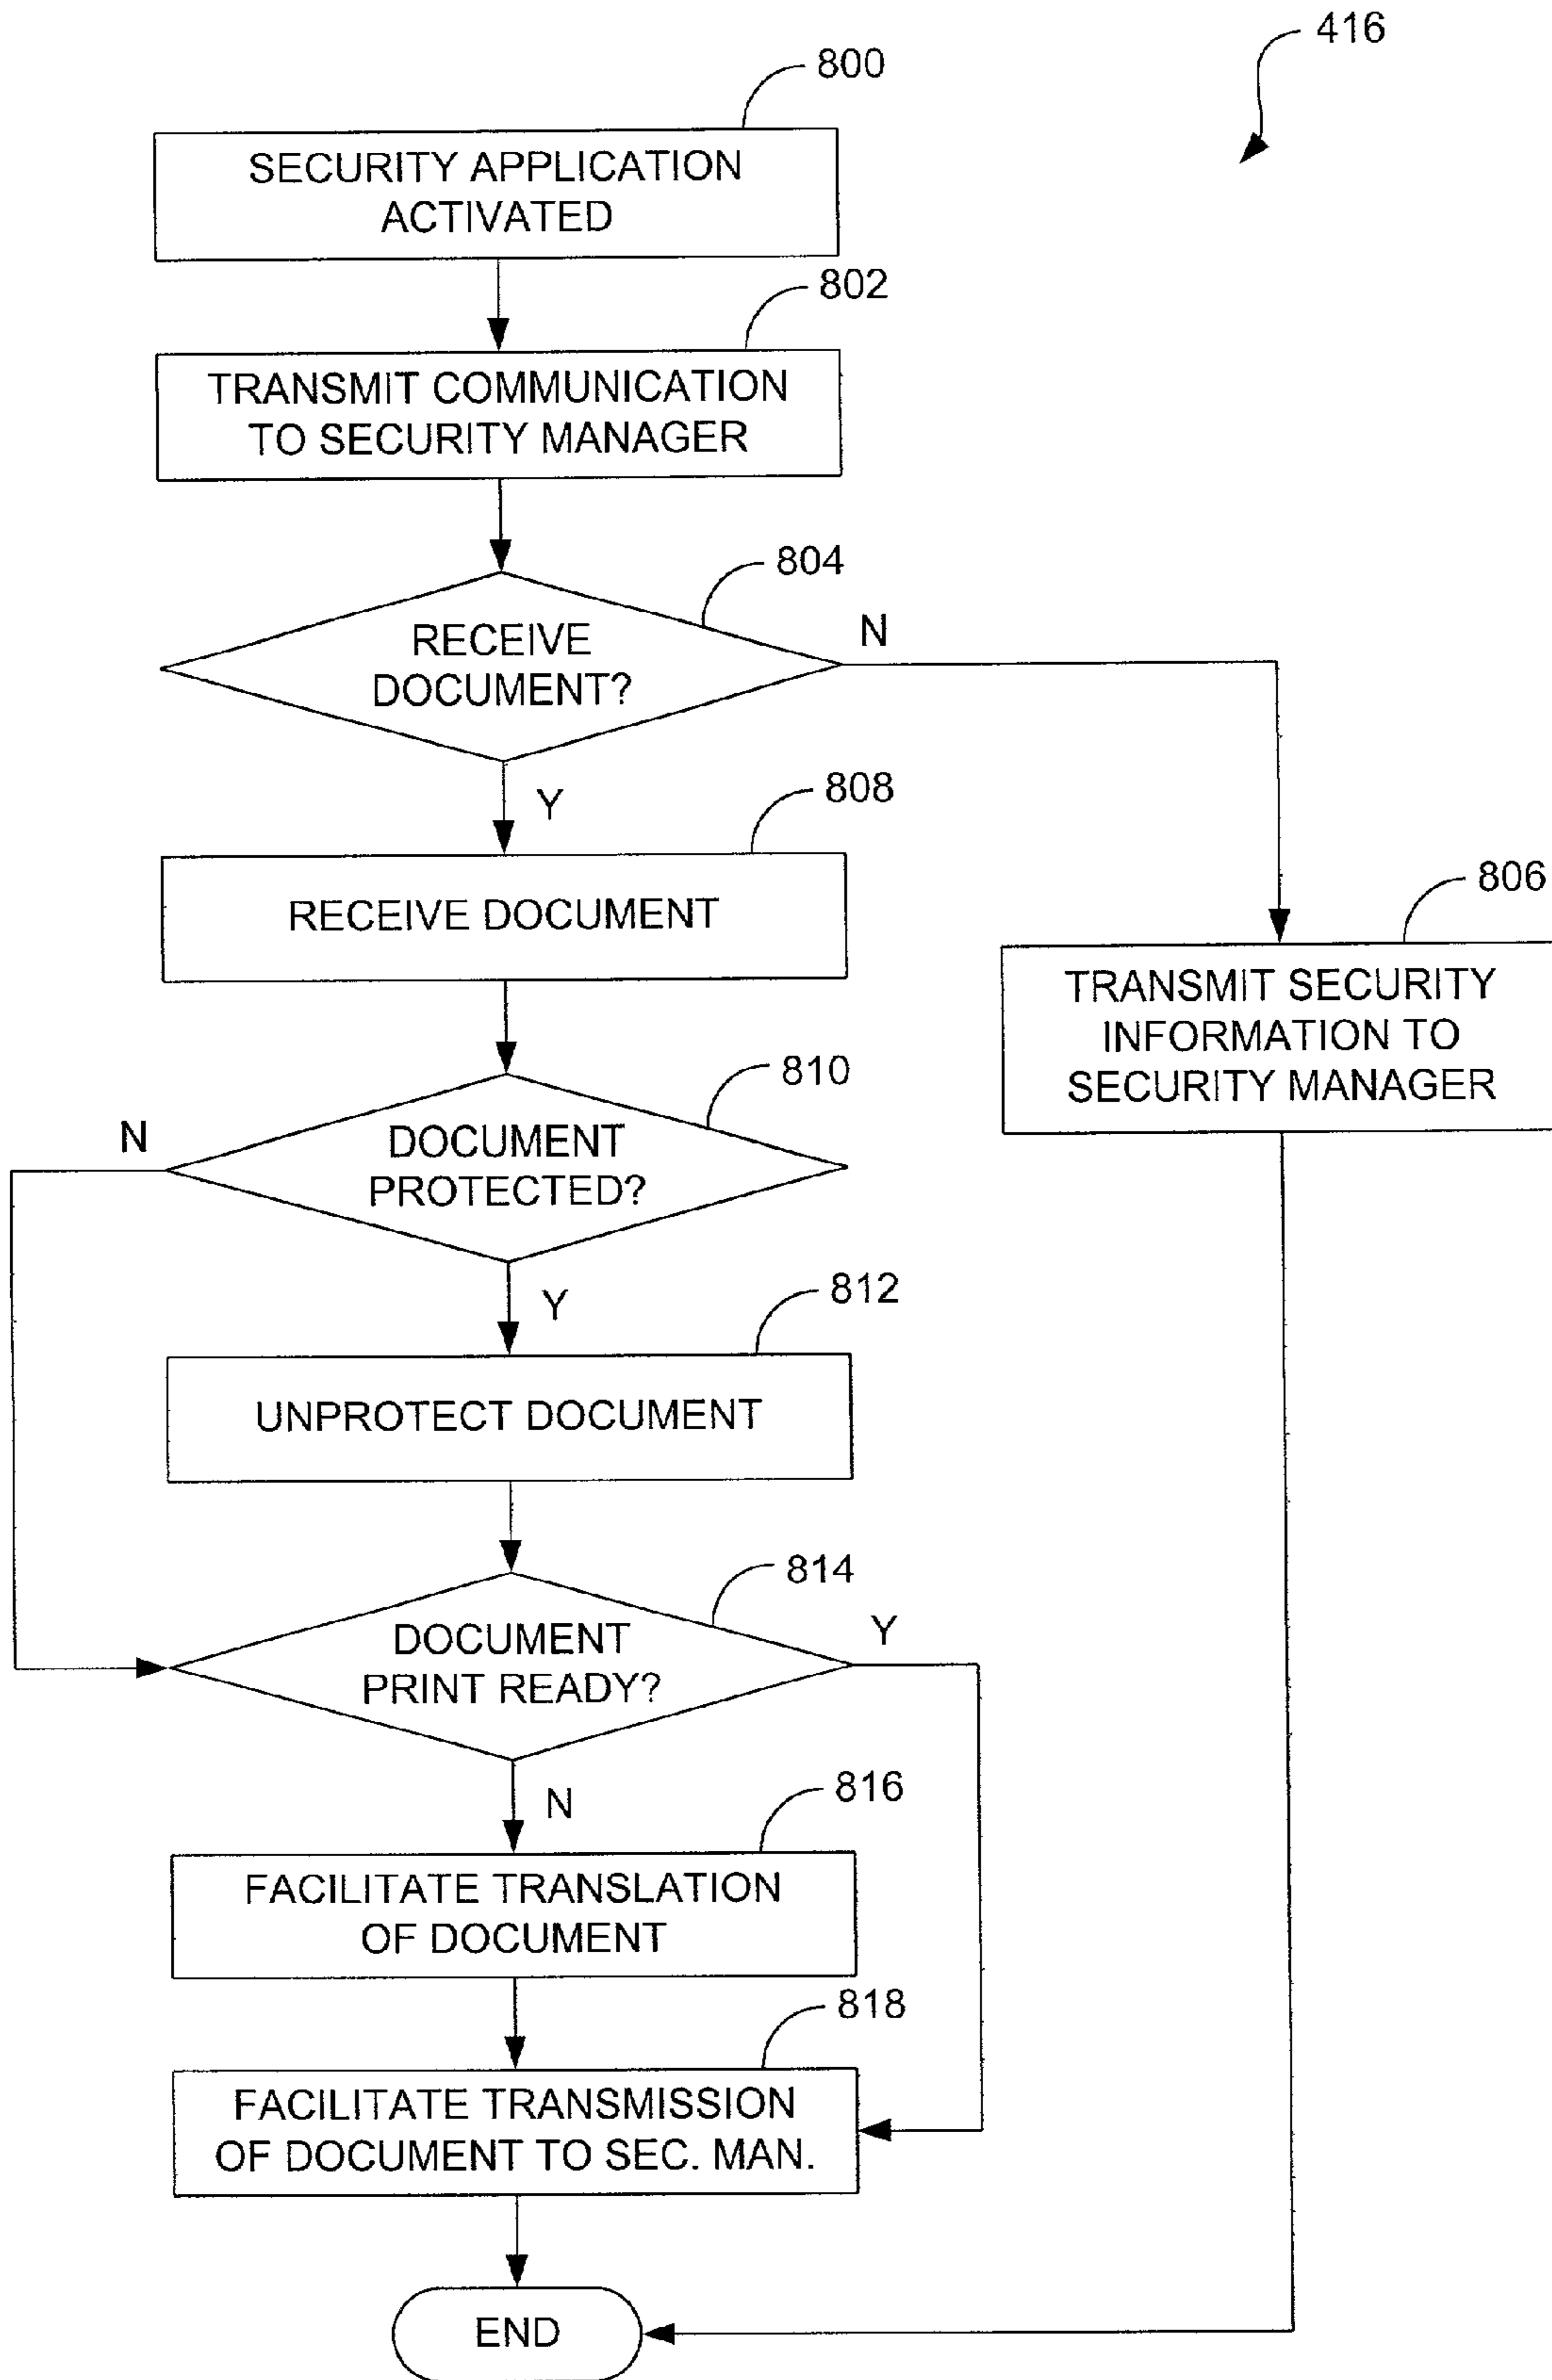 416
800
SECURITY APPLICATION
ACTIVATED
802
TRANSMIT COMMUNICATION
TO SECURITY MANAGER
804
RECEIVE
DOCUMENT?
N
Y
808
RECEIVE DOCUMENT
806
TRANSMIT SECURITY
INFORMATION TO
SECURITY MANAGER
810
DOCUMENT
PROTECTED?
N
Y
812
UNPROTECT DOCUMENT
814
DOCUMENT
PRINT READY?
Y
N
816
FACILITATE TRANSLATION
OF DOCUMENT
818
FACILITATE TRANSMISSION
OF DOCUMENT TO SEC. MAN.
END